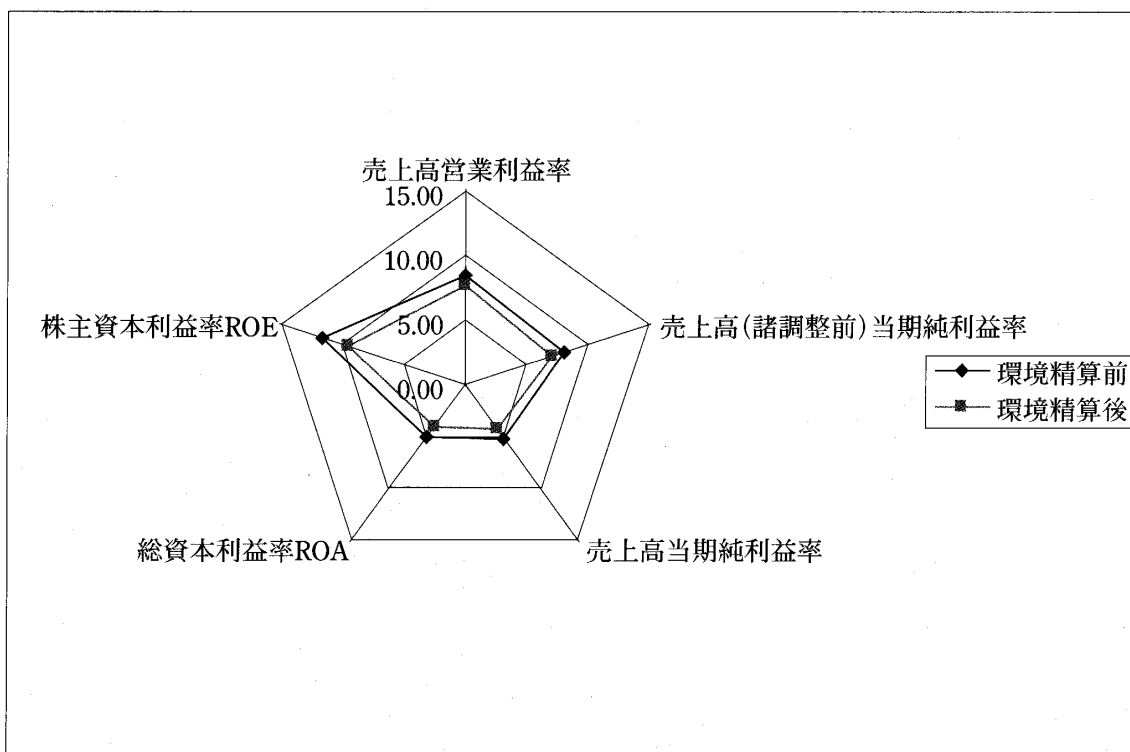 売上高営業利益率
15.00
10.00
5.00
0.00
株主資本利益率ROE
売上高(諸調整前)当期純利益率
環境精算前
環境精算後
総資本利益率ROA
売上高当期純利益率